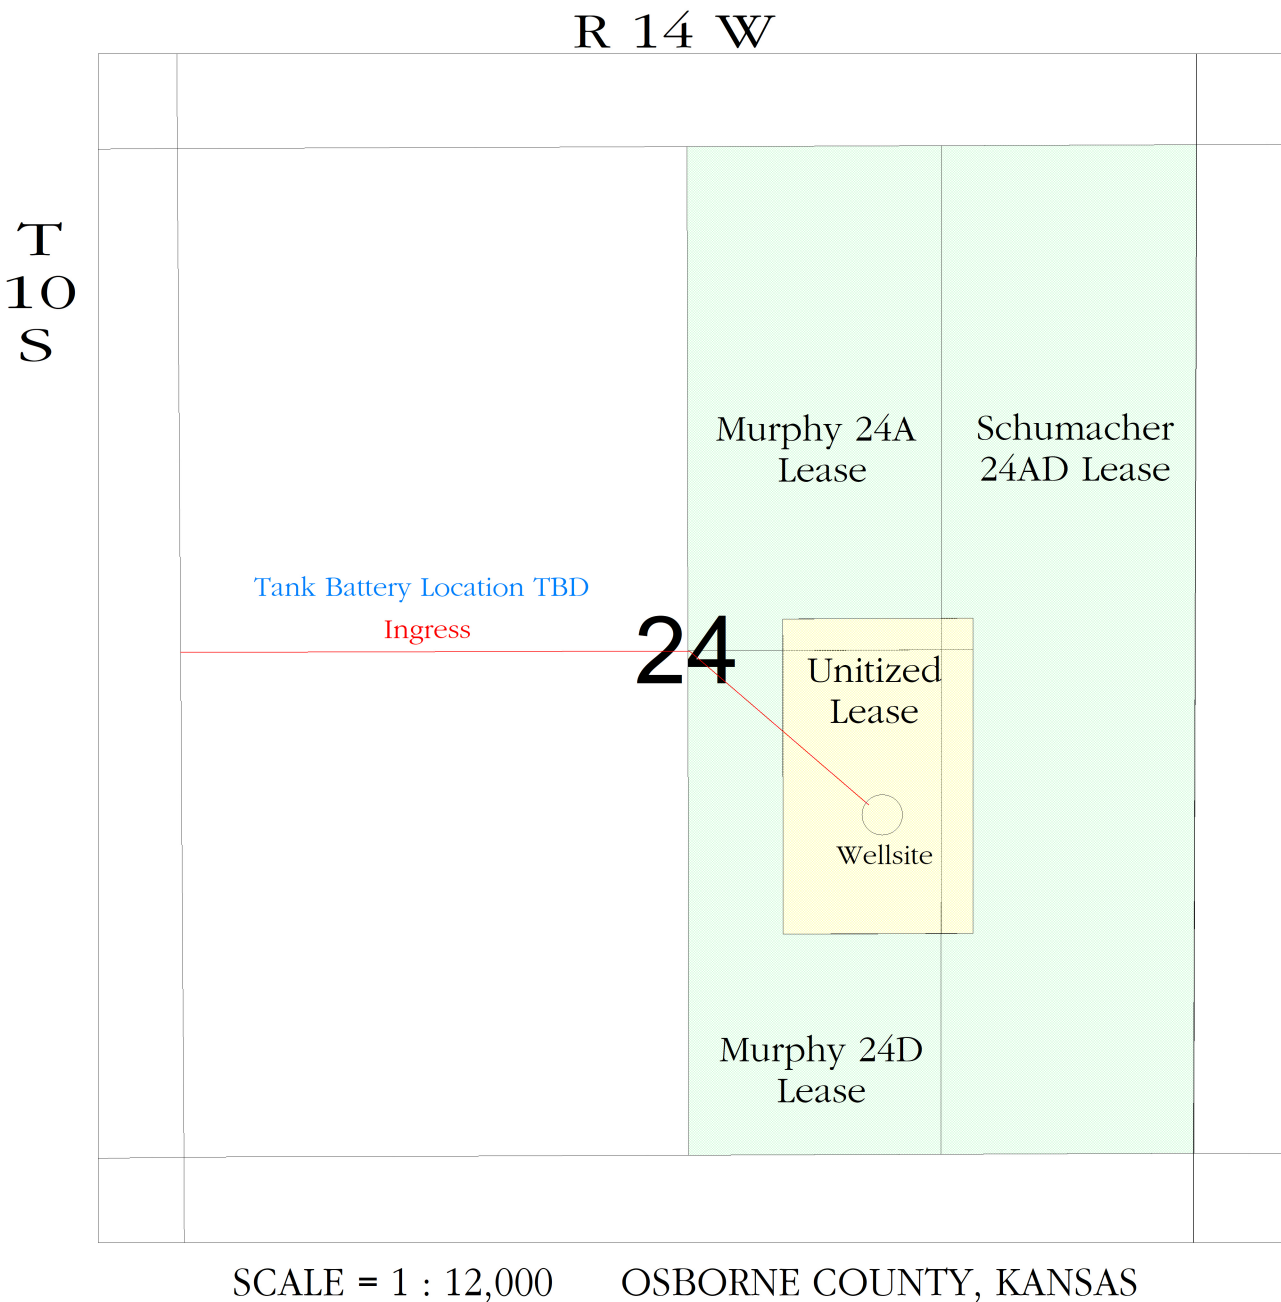 R 14 W
T
10
S
Murphy 24A
Lease
Schumacher
24AD Lease
Tank Battery Location TBD
Ingress
24
Unitized
Lease
Wellsite
Murphy 24D
Lease
SCALE = 1 : 12,000
OSBORNE COUNTY, KANSAS